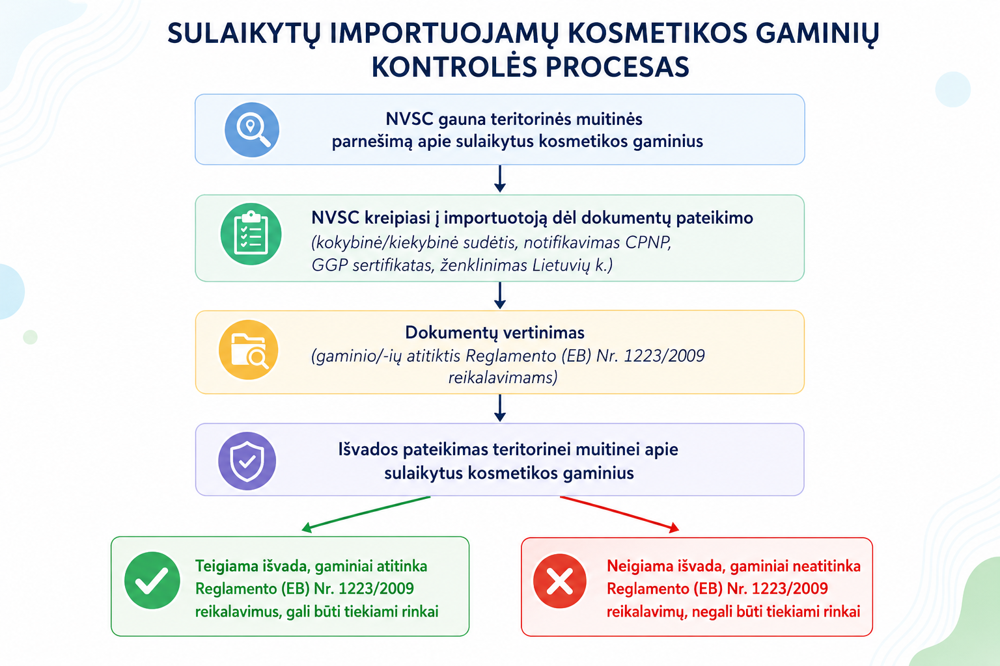 SULAIKYTŲ IMPORTUOJAMŲ KOSMETIKOS GAMINIŲ
KONTROLĖS PROCESAS
NVSC gauna teritorinės muitinės
parnešimą apie sulaikytus kosmetikos gaminius
NVSC kreipiasi į importuotoją dėl dokumentų pateikimo
(kokybinė/kiekybinė sudėtis, notifikavimas CPNP,
GGP sertifikatas, ženklinimas Lietuvių k.)
Dokumentų vertinimas
(gaminio/-ių atitiktis Reglamento (EB) Nr. 1223/2009
reikalavimams)
Išvados pateikimas teritorinei muitinei apie
sulaikytus kosmetikos gaminius
Teigiama išvada, gaminiai atitinka
Reglamento (EB) Nr. 1223/2009
reikalavimus, gali būti tiekiami rinkai
Neigiama išvada, gaminiai neatitinka
Reglamento (EB) Nr. 1223/2009
reikalavimų, negali būti tiekiami rinkai